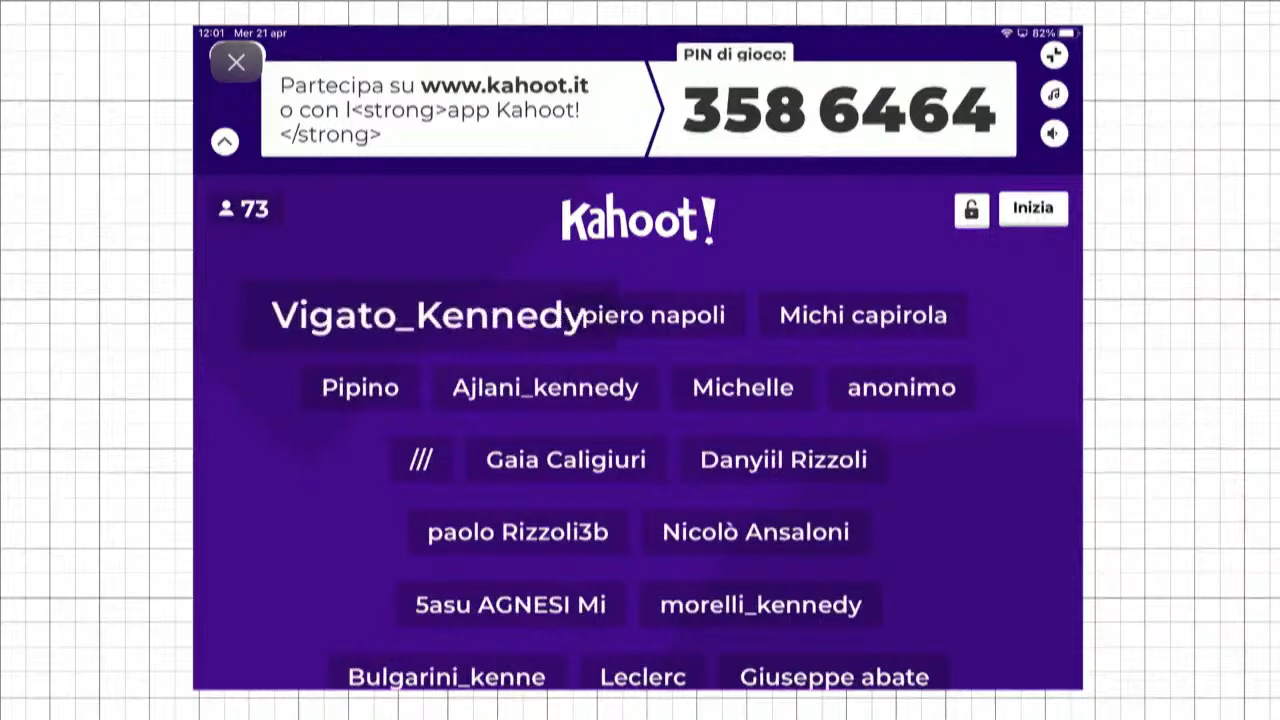 12:01 Mer 21 apr
82%
PIN di gioco:
Partecipa su www.kahoot.it
o con l<strong>app Kahoot!
</strong>
358 6464
73
Kahoot!
Inizia
Vigato_Kennedy piero napoli Michi capirola
Pipino Ajlani_kennedy Michelle anonimo
/// Gaia Caligiuri Danyiil Rizzoli
paolo Rizzoli3b Nicolò Ansaloni
5asu AGNESI Mi morelli_kennedy
Bulgarini_kenne Leclerc Giuseppe abate